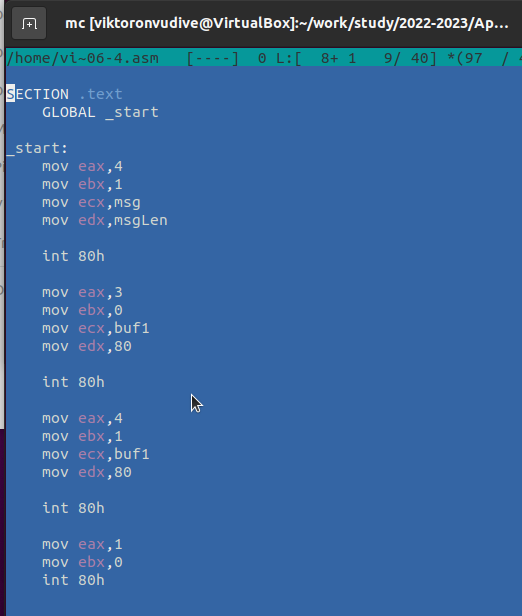 mc [viktoronvudive@VirtualBox]:~/work/study/2022-2023/Ap...
/home/vi~06-4.asm [----] 0 L:[ 8+ 1 9/ 40] *(97 /
SECTION .text
GLOBAL _start
_start:
mov eax,4
mov ebx,1
mov ecx,msg
mov edx,msgLen
int 80h
mov eax,3
mov ebx,0
mov ecx,buf1
mov edx,80
int 80h
mov eax,4
mov ebx,1
mov ecx,buf1
mov edx,80
int 80h
mov eax,1
mov ebx,0
int 80h